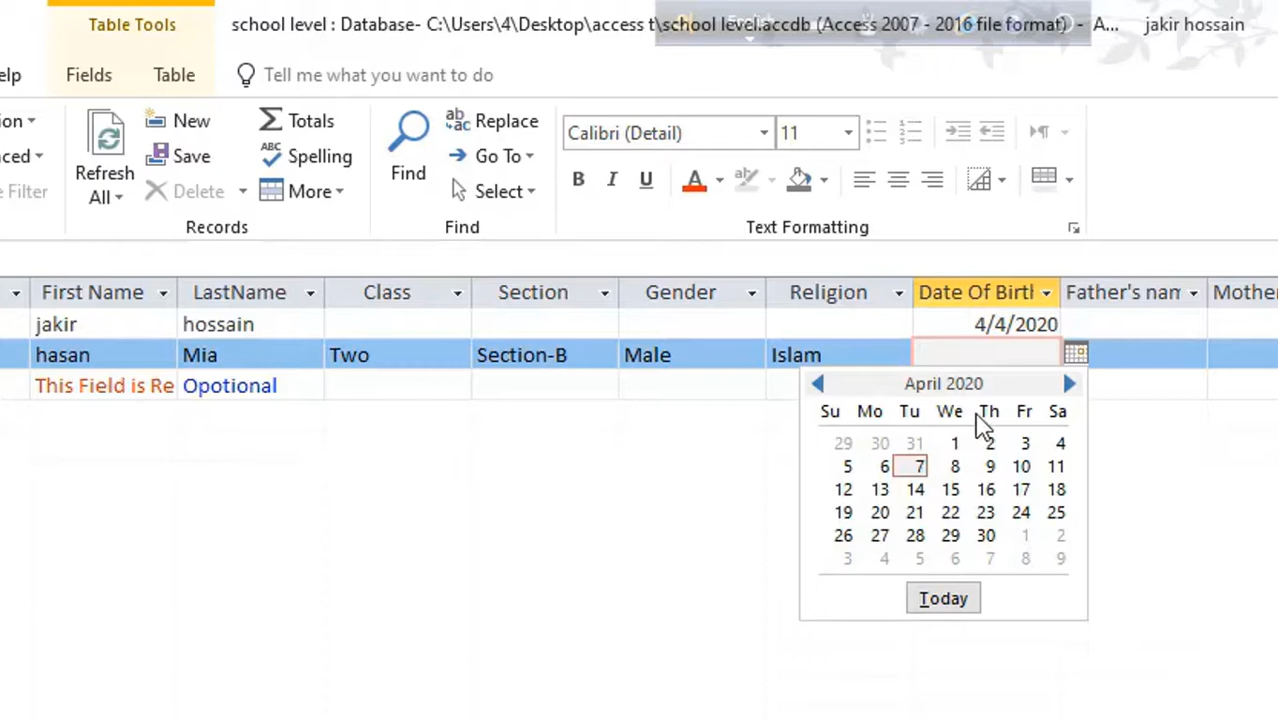 Table Tools school level : Database- C:\Users\4\Desktop\access t\school level.accdb (Access 2007 - 2016 file format) - A... jakir hossain
elp Fields Table Tell me what you want to do
ion New Totals Replace Calibri (Detail) 11
aced Save Spelling Go To
Refresh All Find
e Filter Delete More Select B I U A
Records Find Text Formatting
First Name LastName Class Section Gender Religion Date Of Birt Father's nam Mothe
jakir hossain 4/4/2020
hasan Mia Two Section-B Male Islam
This Field is Re Opotional
April 2020
Su Mo Tu We Th Fr Sa
29 30 31 1 2 3 4
5 6 7 8 9 10 11
12 13 14 15 16 17 18
19 20 21 22 23 24 25
26 27 28 29 30 1 2
3 4 5 6 7 8 9
Today